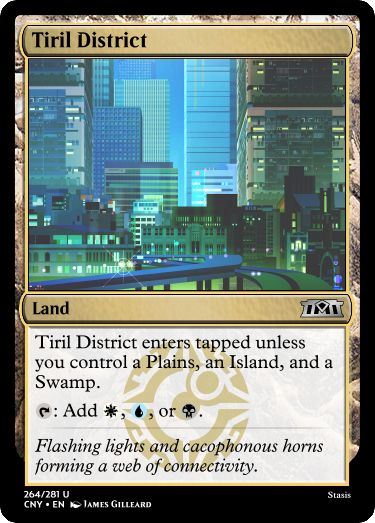 Tiril District
Land
Tiril District enters tapped unless
you control a Plains, an Island, and a
Swamp.
: Add , , or .
Flashing lights and cacophonous horns
forming a web of connectivity.
264/281 U
Stasis
CNY • EN James Gilleard